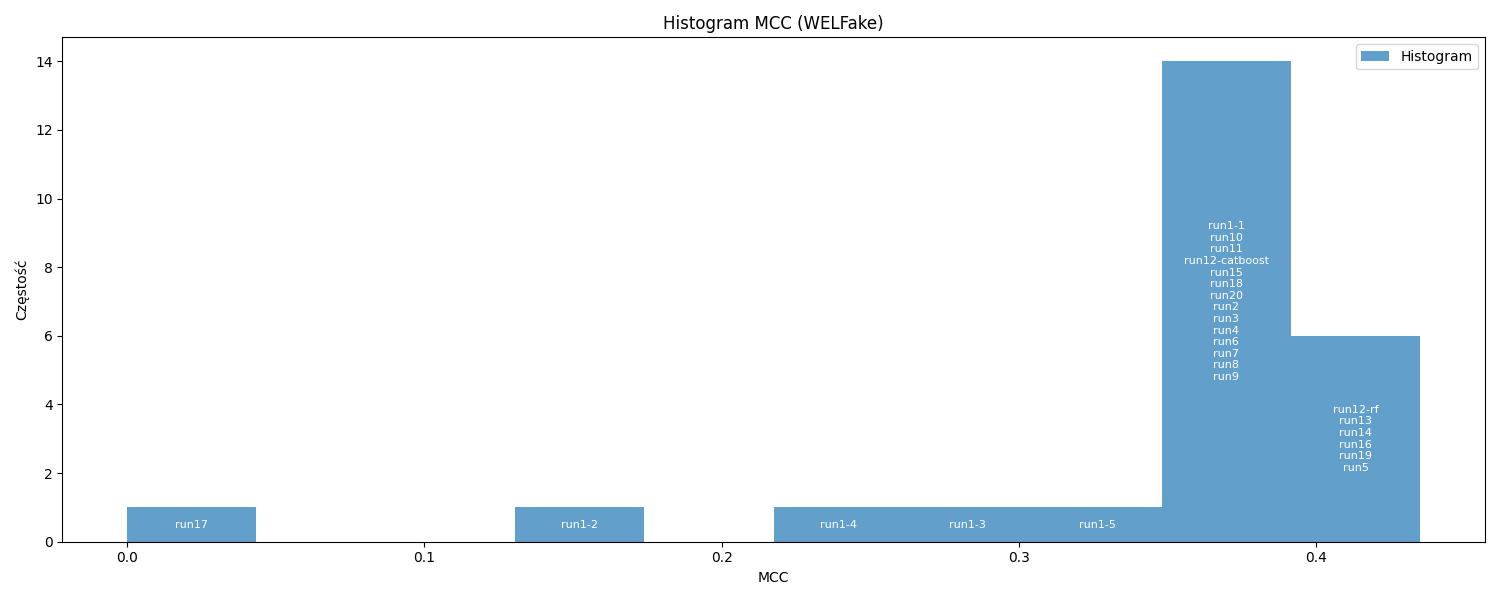 Histogram MCC (WELFake)
Histogram
Częstość
14
12
10
8
6
4
2
0
run17
run1-2
run1-4
run1-3
run1-5
run1-1
run10
run11
run12-catboost
run15
run18
run20
run2
run3
run4
run6
run7
run8
run9
run12-rf
run13
run14
run16
run19
run5
0.0
0.1
0.2
0.3
0.4
MCC